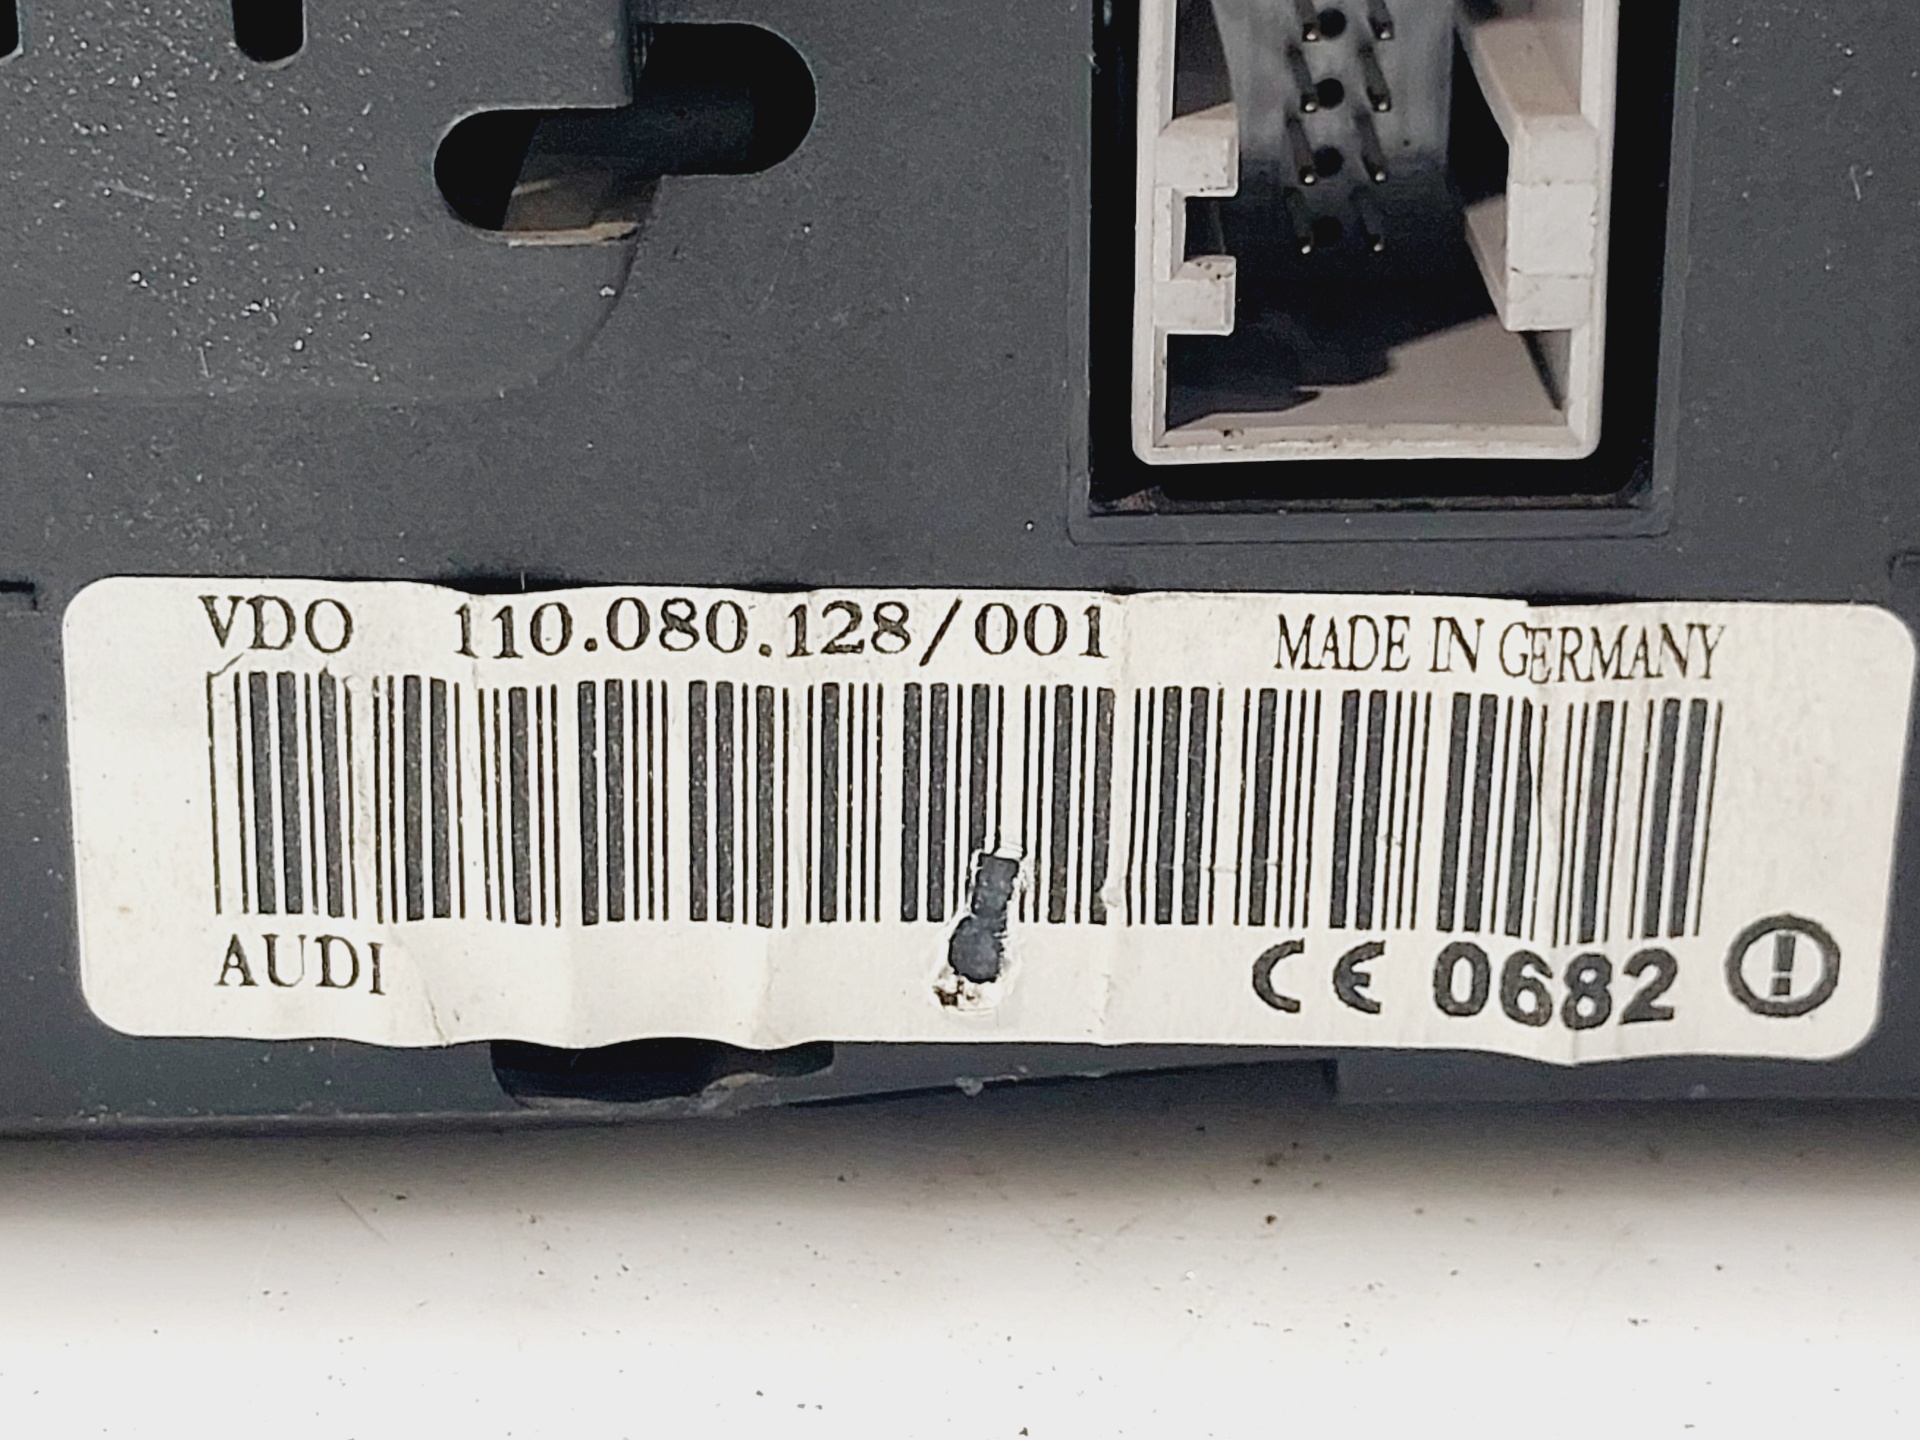 VDO 110.080.128/001 MADE IN GERMANY
AUDI CE 0682